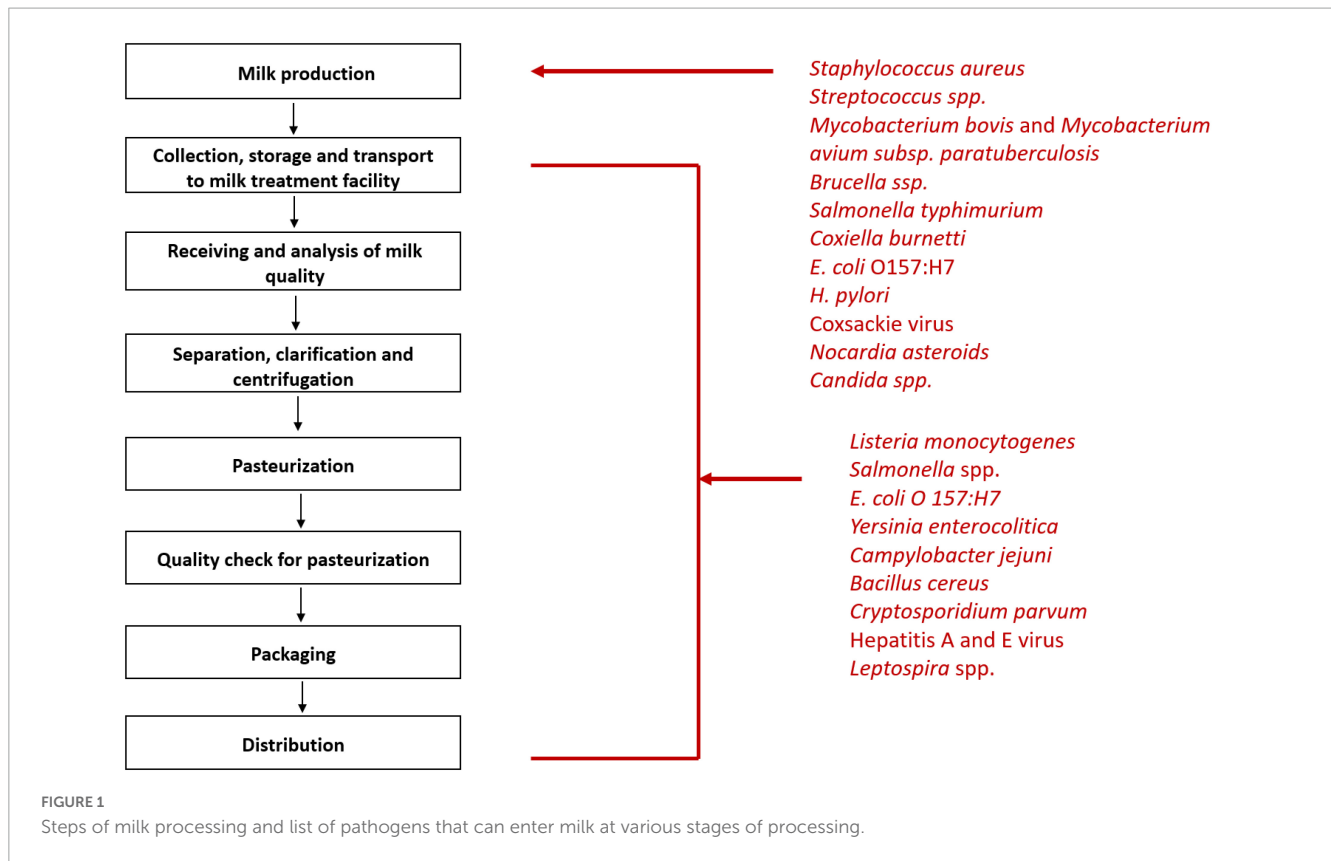 Milk production
Collection, storage and transport
to milk treatment facility
Receiving and analysis of milk
quality
Separation, clarification and
centrifugation
Pasteurization
Quality check for pasteurization
Packaging
Distribution
Staphylococcus aureus
Streptococcus spp.
Mycobacterium bovis and Mycobacterium
avium subsp. paratuberculosis
Brucella ssp.
Salmonella typhimurium
Coxiella burnetti
E. coli O157:H7
H. pylori
Coxsackie virus
Nocardia asteroids
Candida spp.
Listeria monocytogenes
Salmonella spp.
E. coli O 157:H7
Yersinia enterocolitica
Campylobacter jejuni
Bacillus cereus
Cryptosporidium parvum
Hepatitis A and E virus
Leptospira spp.
FIGURE 1
Steps of milk processing and list of pathogens that can enter milk at various stages of processing.